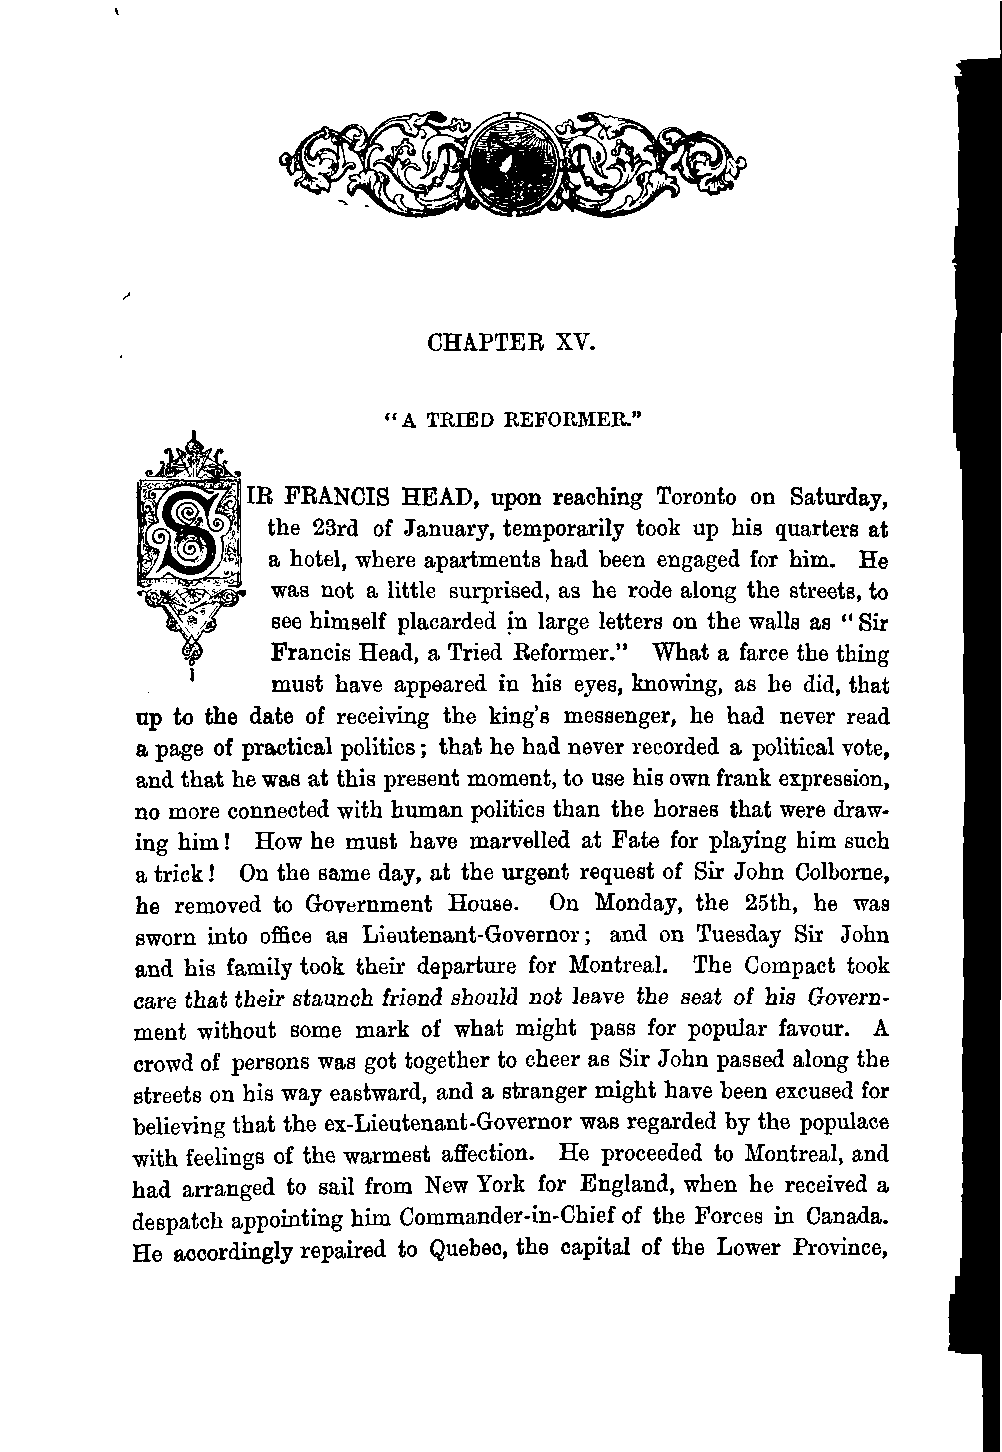 CHAPTER XV.
“A TRIED REFORMER.”
SIR FRANCIS HEAD, upon reaching Toronto on Saturday,
the 23rd of January, temporarily took up his quarters at
a hotel, where apartments had been engaged for him. He
was not a little surprised, as he rode along the streets, to
see himself placarded in large letters on the walls as “Sir
Francis Head, a Tried Reformer.” What a farce the thing
must have appeared in his eyes, knowing, as he did, that
up to the date of receiving the king's messenger, he had never read
a page of practical politics; that he had never recorded a political vote,
and that he was at this present moment, to use his own frank expression,
no more connected with human politics than the horses that were draw-
ing him! How he must have marvelled at Fate for playing him such
a trick! On the same day, at the urgent request of Sir John Colborne,
he removed to Government House. On Monday, the 25th, he was
sworn into office as Lieutenant-Governor; and on Tuesday Sir John
and his family took their departure for Montreal. The Compact took
care that their staunch friend should not leave the seat of his Govern-
ment without some mark of what might pass for popular favour. A
crowd of persons was got together to cheer as Sir John passed along the
streets on his way eastward, and a stranger might have been excused for
believing that the ex-Lieutenant-Governor was regarded by the populace
with feelings of the warmest affection. He proceeded to Montreal, and
had arranged to sail from New York for England, when he received a
despatch appointing him Commander-in-Chief of the Forces in Canada.
He accordingly repaired to Quebec, the capital of the Lower Province,